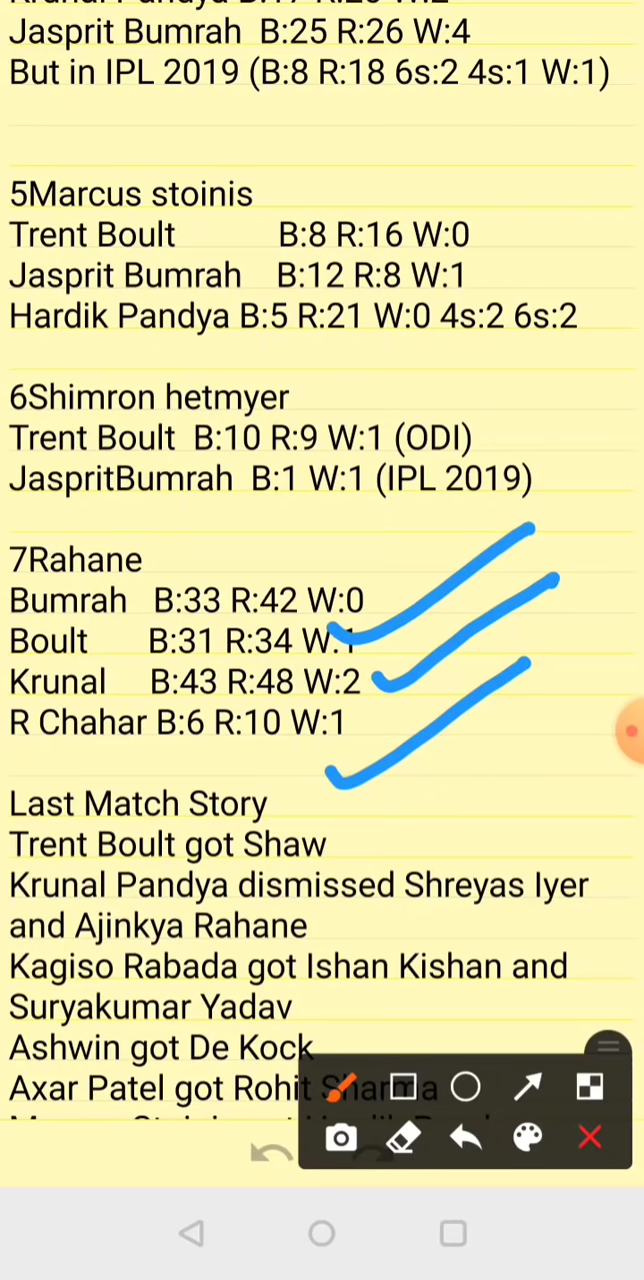 Jasprit Bumrah B:25 R:26 W:4
But in IPL 2019 (B:8 R:18 6s:2 4s:1 W:1)
5Marcus stoinis
Trent Boult B:8 R:16 W:0
Jasprit Bumrah B:12 R:8 W:1
Hardik Pandya B:5 R:21 W:0 4s:2 6s:2
6Shimron hetmyer
Trent Boult B:10 R:9 W:1 (ODI)
JaspritBumrah B:1 W:1 (IPL 2019)
7Rahane
Bumrah B:33 R:42 W:0
Boult B:31 R:34 W:1
Krunal B:43 R:48 W:2
R Chahar B:6 R:10 W:1
Last Match Story
Trent Boult got Shaw
Krunal Pandya dismissed Shreyas Iyer
and Ajinkya Rahane
Kagiso Rabada got Ishan Kishan and
Suryakumar Yadav
Ashwin got De Kock
Axar Patel got Rohit Sharma